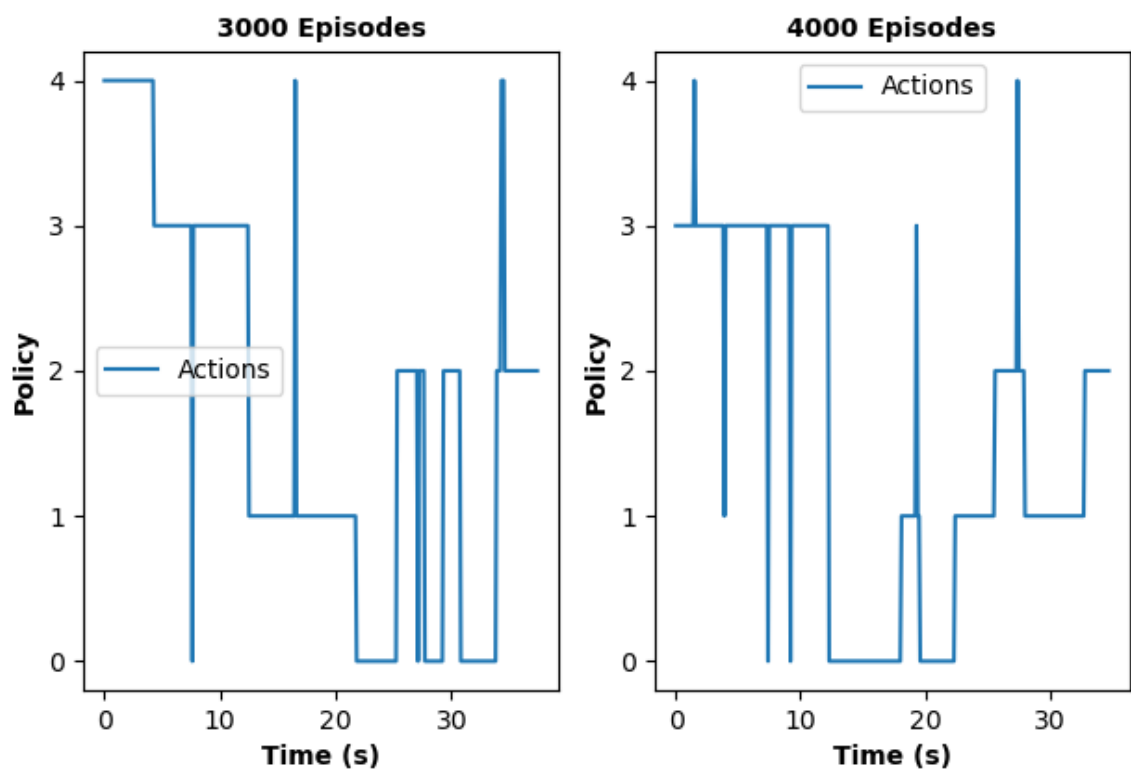 3000 Episodes
Policy
4
3
2
1
0
Actions
0 10 20 30
Time (s)
4000 Episodes
Policy
4
3
2
1
0
Actions
0 10 20 30
Time (s)